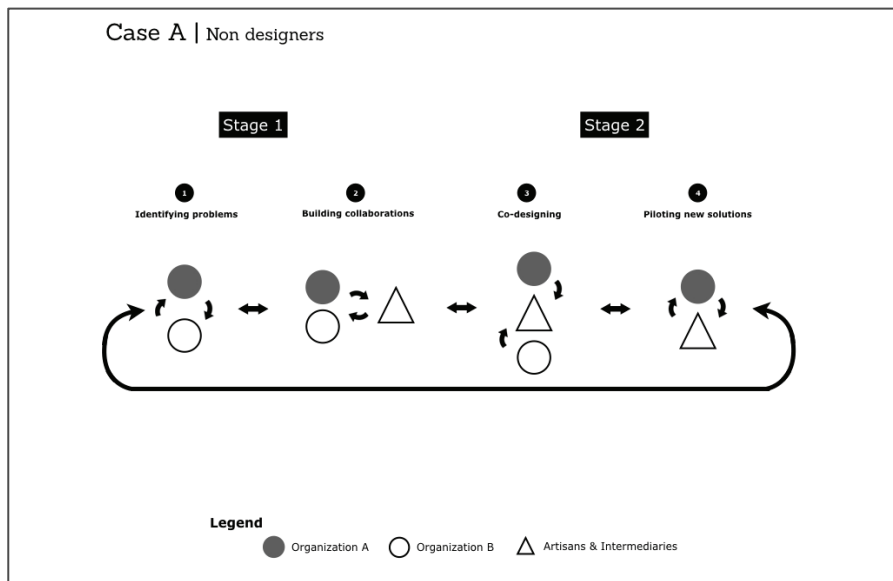 Case A | Non designers
Stage 1
Stage 2
1
2
3
4
Identifying problems
Building collaborations
Co-designing
Piloting new solutions
Legend
Organization A
Organization B
Artisans & Intermediaries